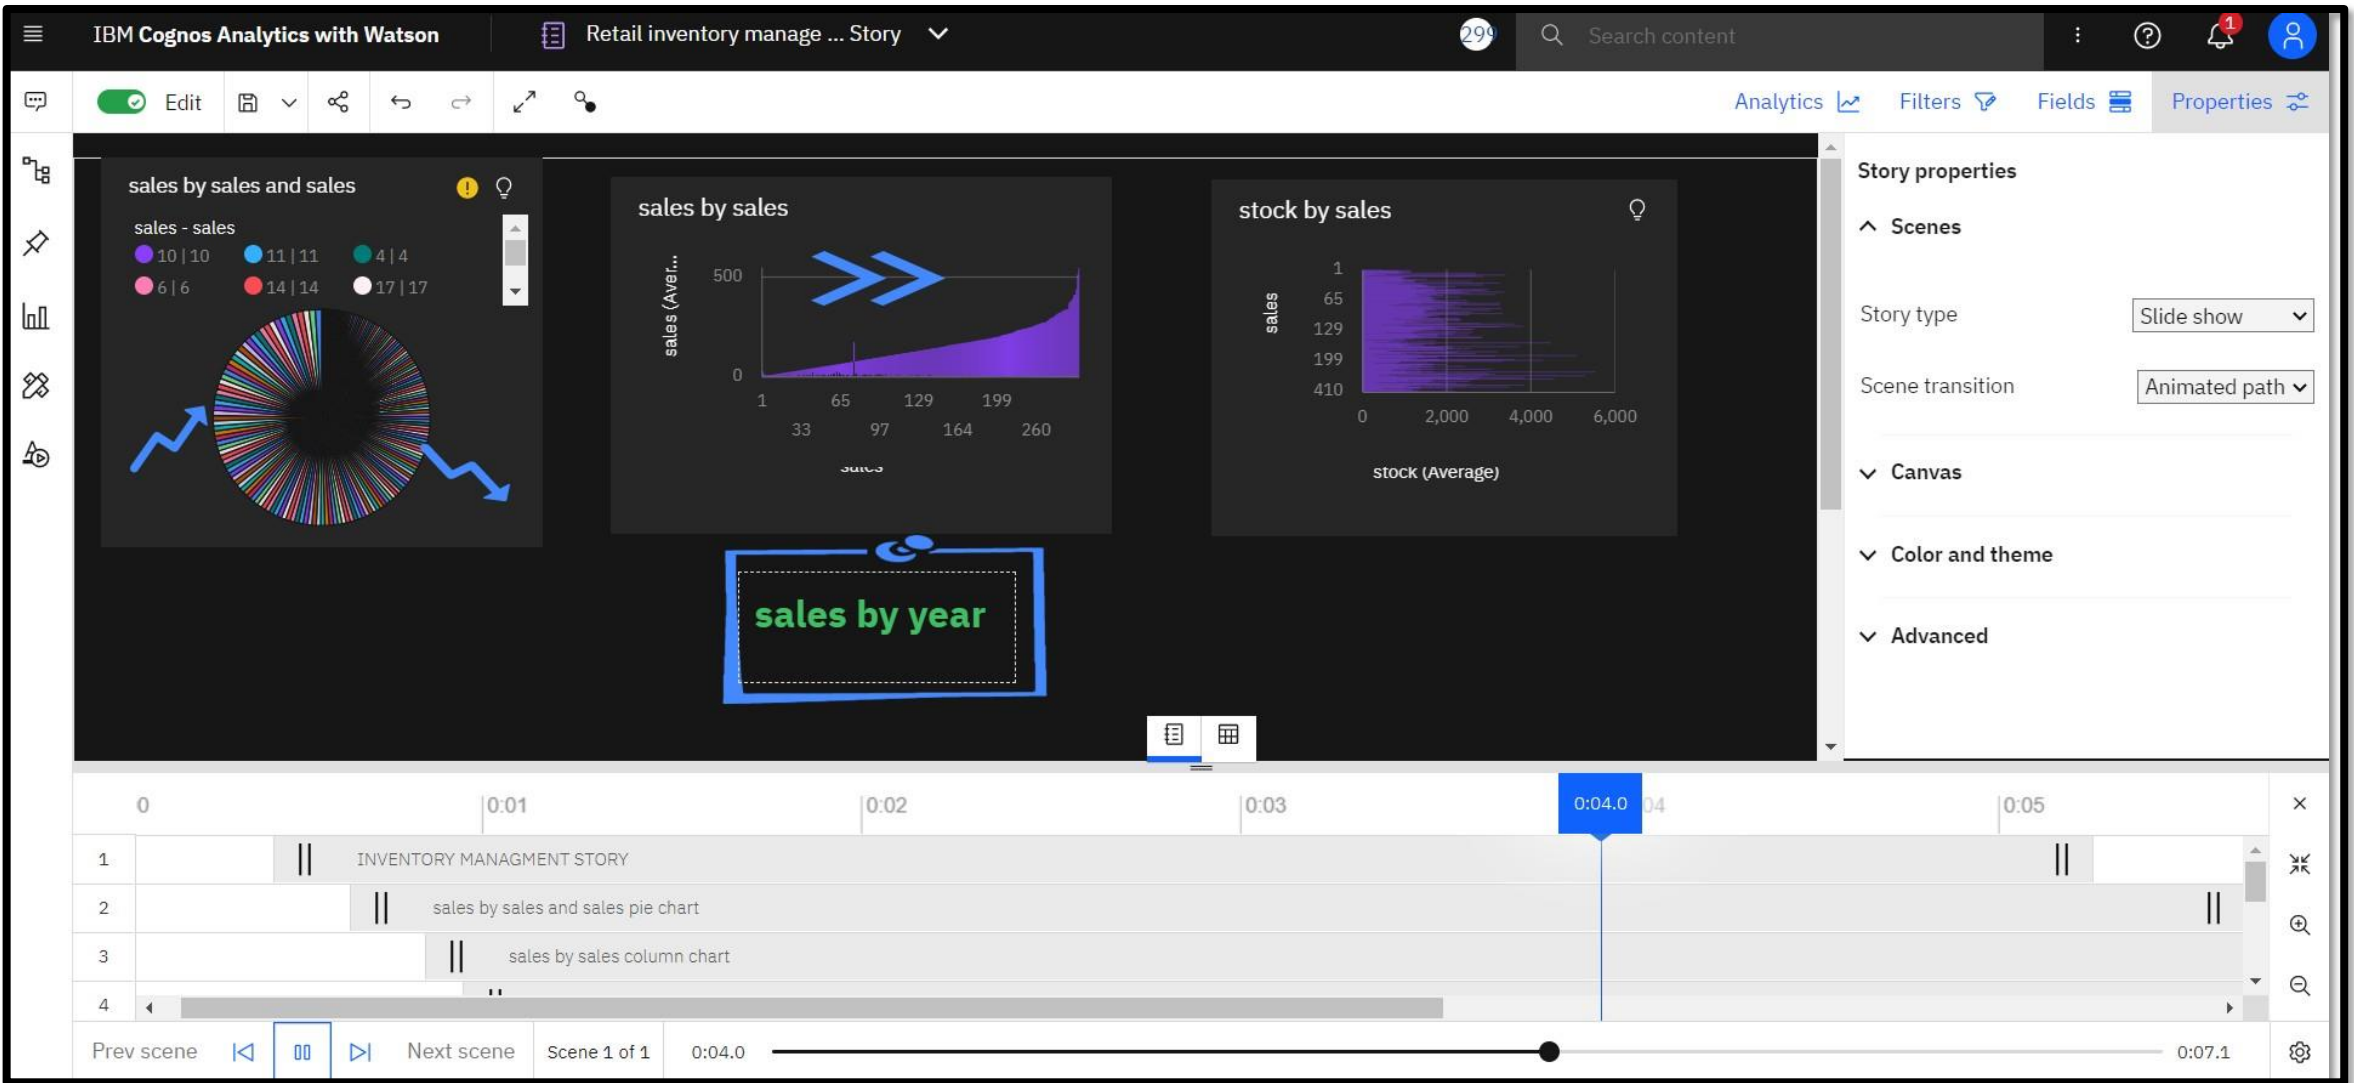 IBM Cognos Analytics with Watson
Retail inventory manage ... Story
299
Search content
1
Edit
Analytics
Filters
Fields
Properties
sales by sales and sales
sales - sales
10 | 10
11 | 11
4 | 4
6 | 6
14 | 14
17 | 17
sales by sales
sales (Aver...
500
0
1
65
129
199
33
97
164
260
sales
stock by sales
sales
1
65
129
199
410
0
2,000
4,000
6,000
stock (Average)
sales by year
Story properties
Scenes
Story type
Slide show
Scene transition
Animated path
Canvas
Color and theme
Advanced
0
0:01
0:02
0:03
0:04.0
04
0:05
1
INVENTORY MANAGMENT STORY
2
sales by sales and sales pie chart
3
sales by sales column chart
4
Prev scene
Next scene
Scene 1 of 1
0:04.0
0:07.1